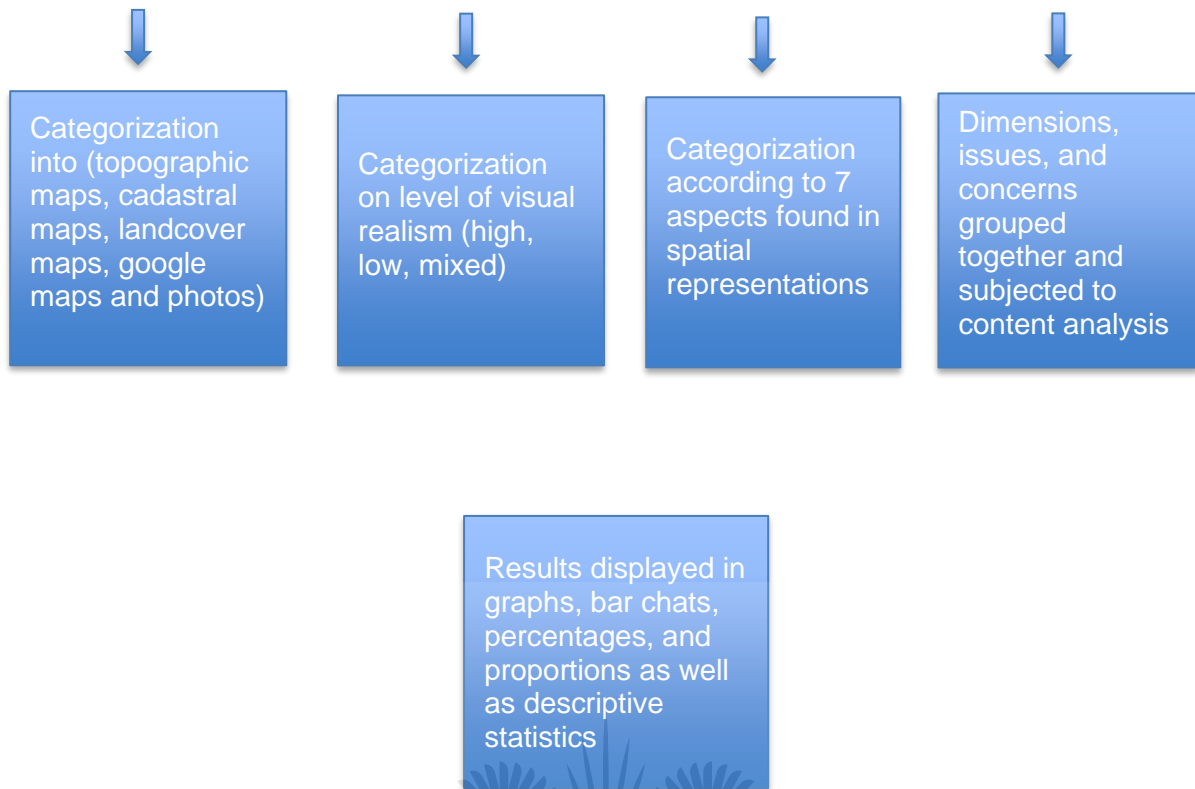 Categorization
into (topographic
maps, cadastral
maps, landcover
maps, google
maps and photos)
Categorization
on level of visual
realism (high,
low, mixed)
Categorization
according to 7
aspects found in
spatial
representations
Dimensions,
issues, and
concerns
grouped
together and
subjected to
content analysis
Results displayed in
graphs, bar chats,
percentages, and
proportions as well
as descriptive
statistics